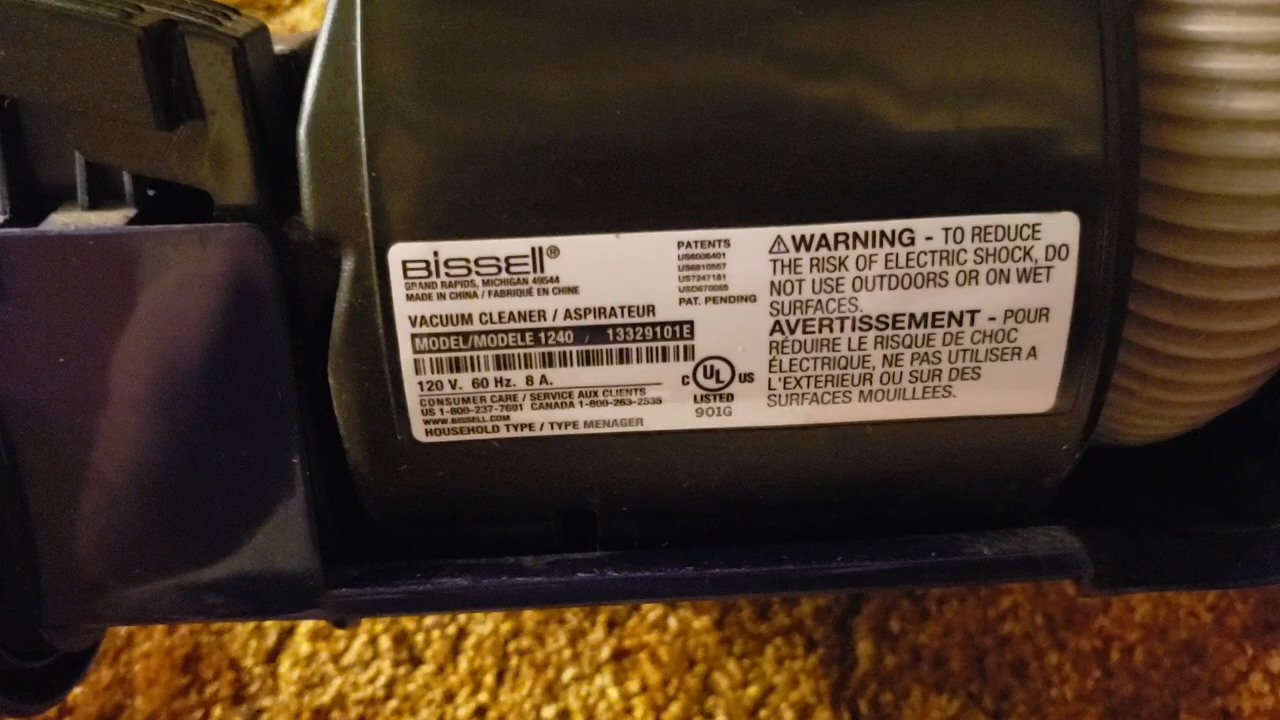 BISSELL®
GRAND RAPIDS, MICHIGAN 49544
MADE IN CHINA / FABRIQUÉ EN CHINE
VACUUM CLEANER / ASPIRATEUR
MODEL/MODELE 1240 / 13329101E
120 V. 60 Hz. 8 A.
CONSUMER CARE / SERVICE AUX CLIENTS
US 1-800-237-7691 CANADA 1-800-263-2535
WWW.BISSELL.COM
HOUSEHOLD TYPE / TYPE MENAGER
PATENTS
US7247181
PAT. PENDING
C UL US
LISTED
901G
⚠WARNING - TO REDUCE
THE RISK OF ELECTRIC SHOCK, DO
NOT USE OUTDOORS OR ON WET
SURFACES.
AVERTISSEMENT - POUR
RÉDUIRE LE RISQUE DE CHOC
ÉLECTRIQUE, NE PAS UTILISER A
L'EXTERIEUR OU SUR DES
SURFACES MOUILLEES.